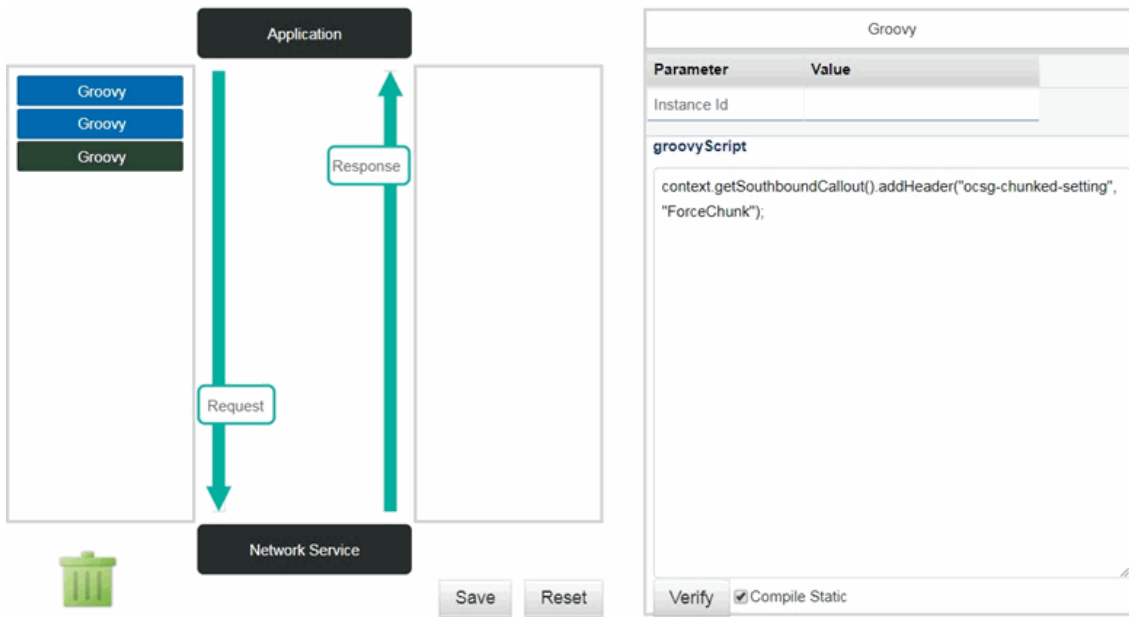 Application
Groovy
Groovy
Groovy
Response
Request
Network Service
Save Reset
Groovy
Parameter Value
Instance Id
groovyScript
context.getSouthboundCallout().addHeader("ocsg-chunked-setting",
"ForceChunk");
Verify Compile Static